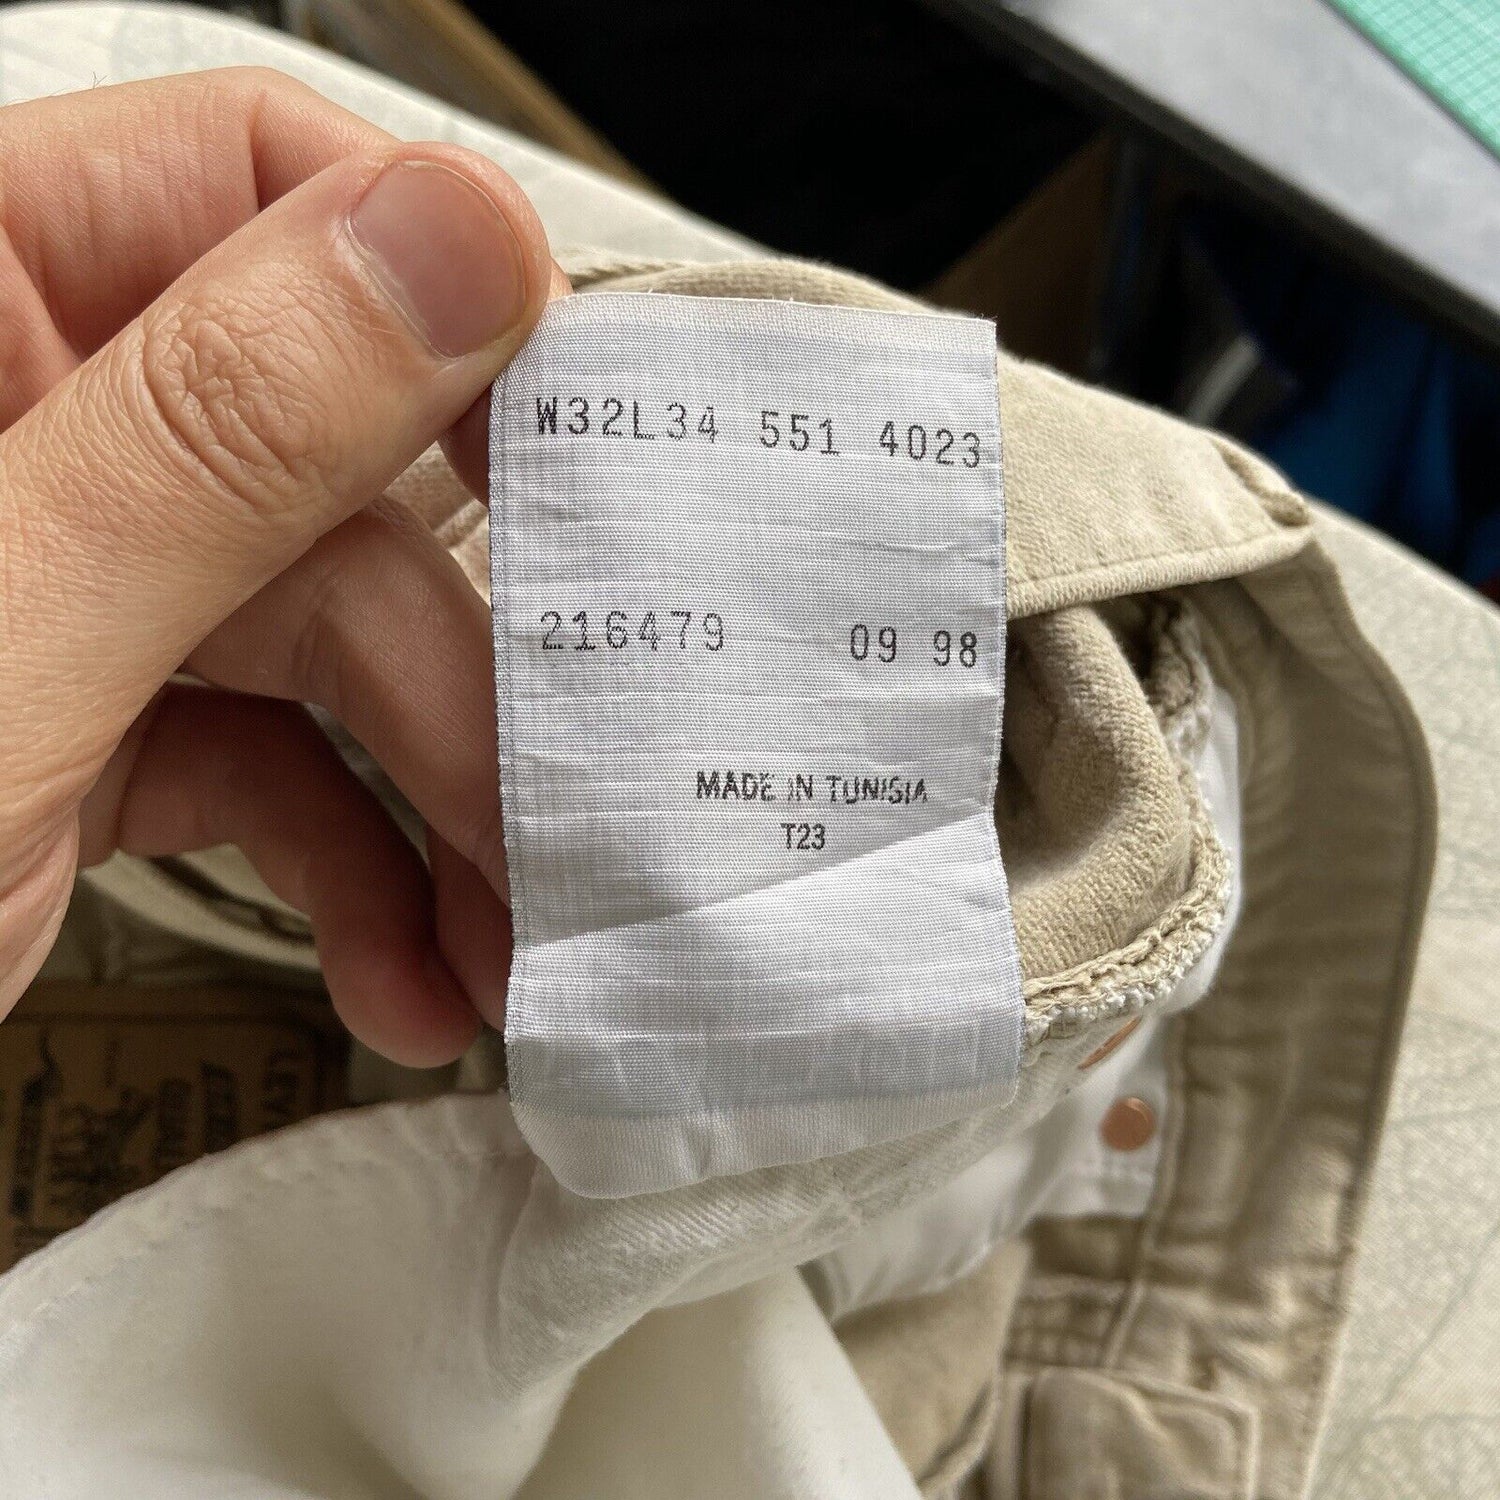 W32L34 551 4023
216479 09 98
MADE IN TUNISIA
T23